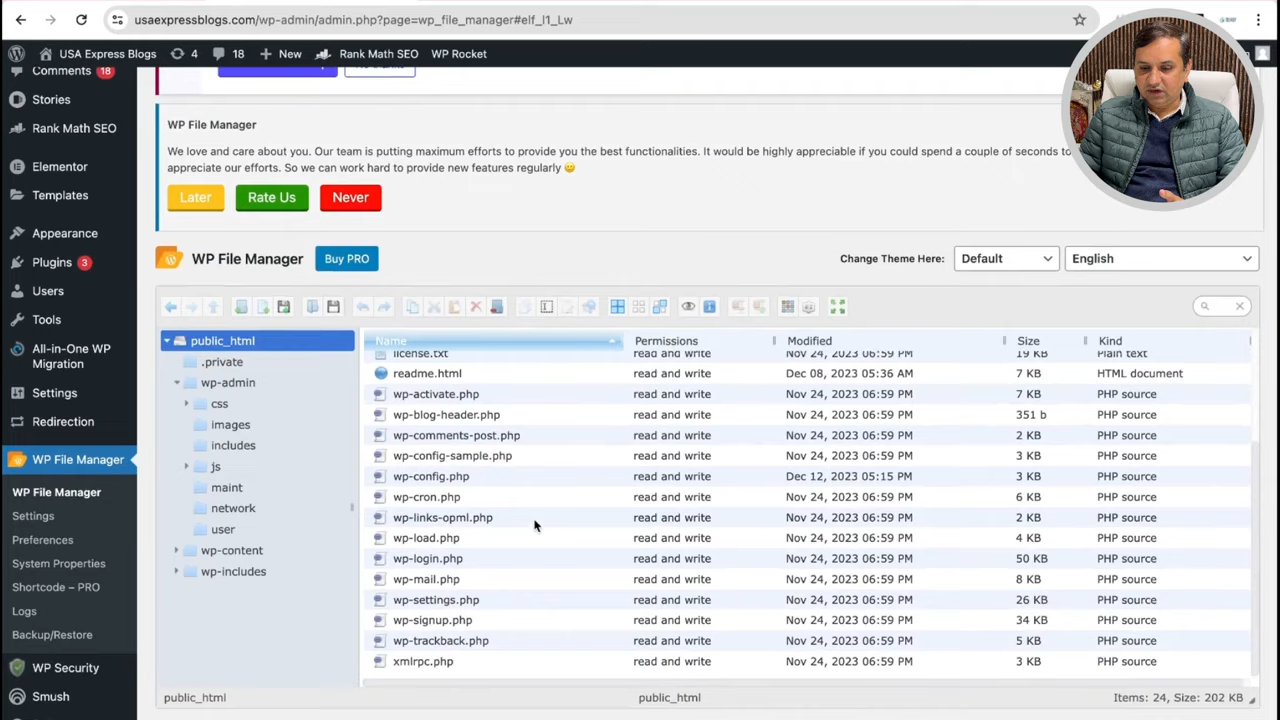 usaexpressblogs.com/wp-admin/admin.php?page=wp_file_manager#elf_l1_Lw
USA Express Blogs 4 18 New Rank Math SEO WP Rocket
Comments 18
Stories
Rank Math SEO
Elementor
Templates
Appearance
Plugins 3
Users
Tools
All-in-One WP
Migration
Settings
Redirection
WP File Manager
WP File Manager
Settings
Preferences
System Properties
Shortcode – PRO
Logs
Backup/Restore
WP Security
Smush
WP File Manager
We love and care about you. Our team is putting maximum efforts to provide you the best functionalities. It would be highly appreciable if you could spend a couple of seconds to
appreciate our efforts. So we can work hard to provide new features regularly
Later Rate Us Never
WP File Manager Buy PRO Change Theme Here: Default English
public_html
.private
wp-admin
css
images
includes
js
maint
network
user
wp-content
wp-includes
Name Permissions Modified Size Kind
license.txt read and write Nov 24, 2023 06:59 PM 19 KB Plain text
readme.html read and write Dec 08, 2023 05:36 AM 7 KB HTML document
wp-activate.php read and write Nov 24, 2023 06:59 PM 7 KB PHP source
wp-blog-header.php read and write Nov 24, 2023 06:59 PM 351 b PHP source
wp-comments-post.php read and write Nov 24, 2023 06:59 PM 2 KB PHP source
wp-config-sample.php read and write Nov 24, 2023 06:59 PM 3 KB PHP source
wp-config.php read and write Dec 12, 2023 05:15 PM 3 KB PHP source
wp-cron.php read and write Nov 24, 2023 06:59 PM 6 KB PHP source
wp-links-opml.php read and write Nov 24, 2023 06:59 PM 2 KB PHP source
wp-load.php read and write Nov 24, 2023 06:59 PM 4 KB PHP source
wp-login.php read and write Nov 24, 2023 06:59 PM 50 KB PHP source
wp-mail.php read and write Nov 24, 2023 06:59 PM 8 KB PHP source
wp-settings.php read and write Nov 24, 2023 06:59 PM 26 KB PHP source
wp-signup.php read and write Nov 24, 2023 06:59 PM 34 KB PHP source
wp-trackback.php read and write Nov 24, 2023 06:59 PM 5 KB PHP source
xmlrpc.php read and write Nov 24, 2023 06:59 PM 3 KB PHP source
public_html public_html Items: 24, Size: 202 KB